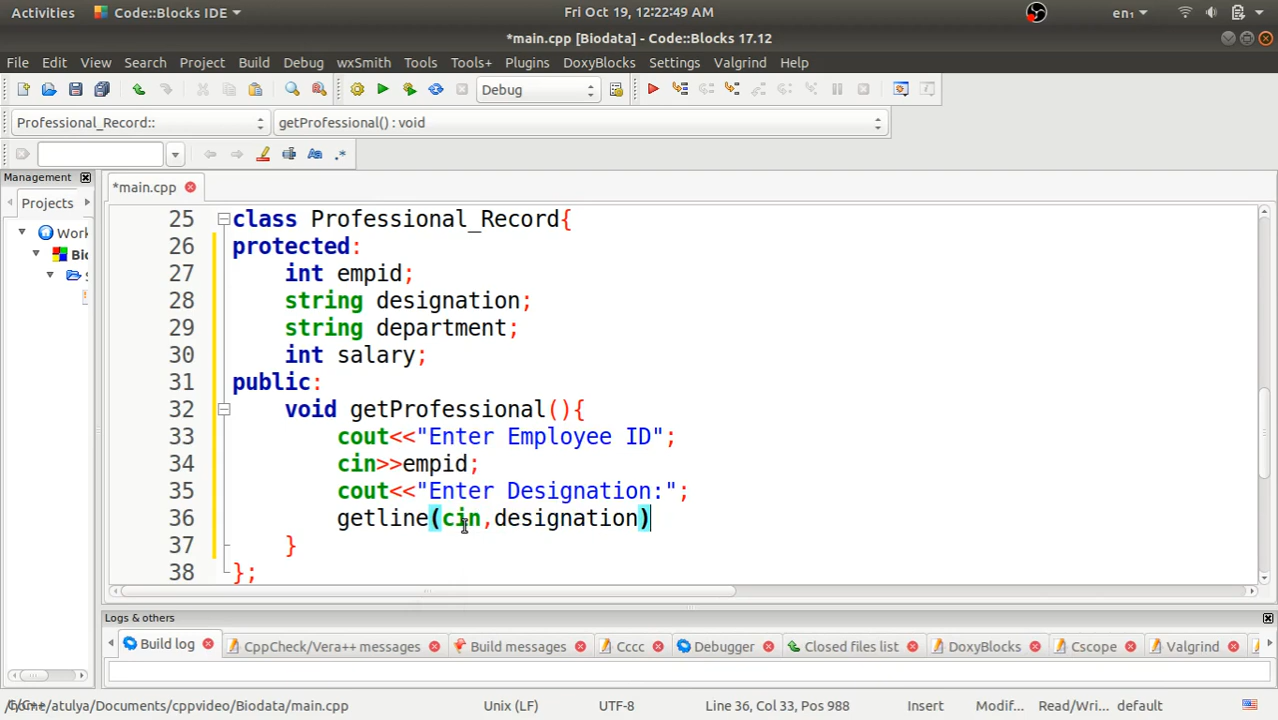 Activities Code::Blocks IDE Fri Oct 19, 12:22:49 AM en₁
*main.cpp [Biodata] - Code::Blocks 17.12
File Edit View Search Project Build Debug wxSmith Tools Tools+ Plugins DoxyBlocks Settings Valgrind Help
Debug
Professional_Record:: getProfessional() : void
Management *main.cpp
Projects
Work
Bio
25 class Professional_Record{
26 protected:
27 int empid;
28 string designation;
29 string department;
30 int salary;
31 public:
32 void getProfessional(){
33 cout<<"Enter Employee ID";
34 cin>>empid;
35 cout<<"Enter Designation:";
36 getline(cin,designation)
37 }
38 };
Logs & others
Build log CppCheck/Vera++ messages Build messages Cccc Debugger Closed files list DoxyBlocks Cscope Valgrind
/home/atulya/Documents/cppvideo/Biodata/main.cpp Unix (LF) UTF-8 Line 36, Col 33, Pos 988 Insert Modif... Read/Wri... default